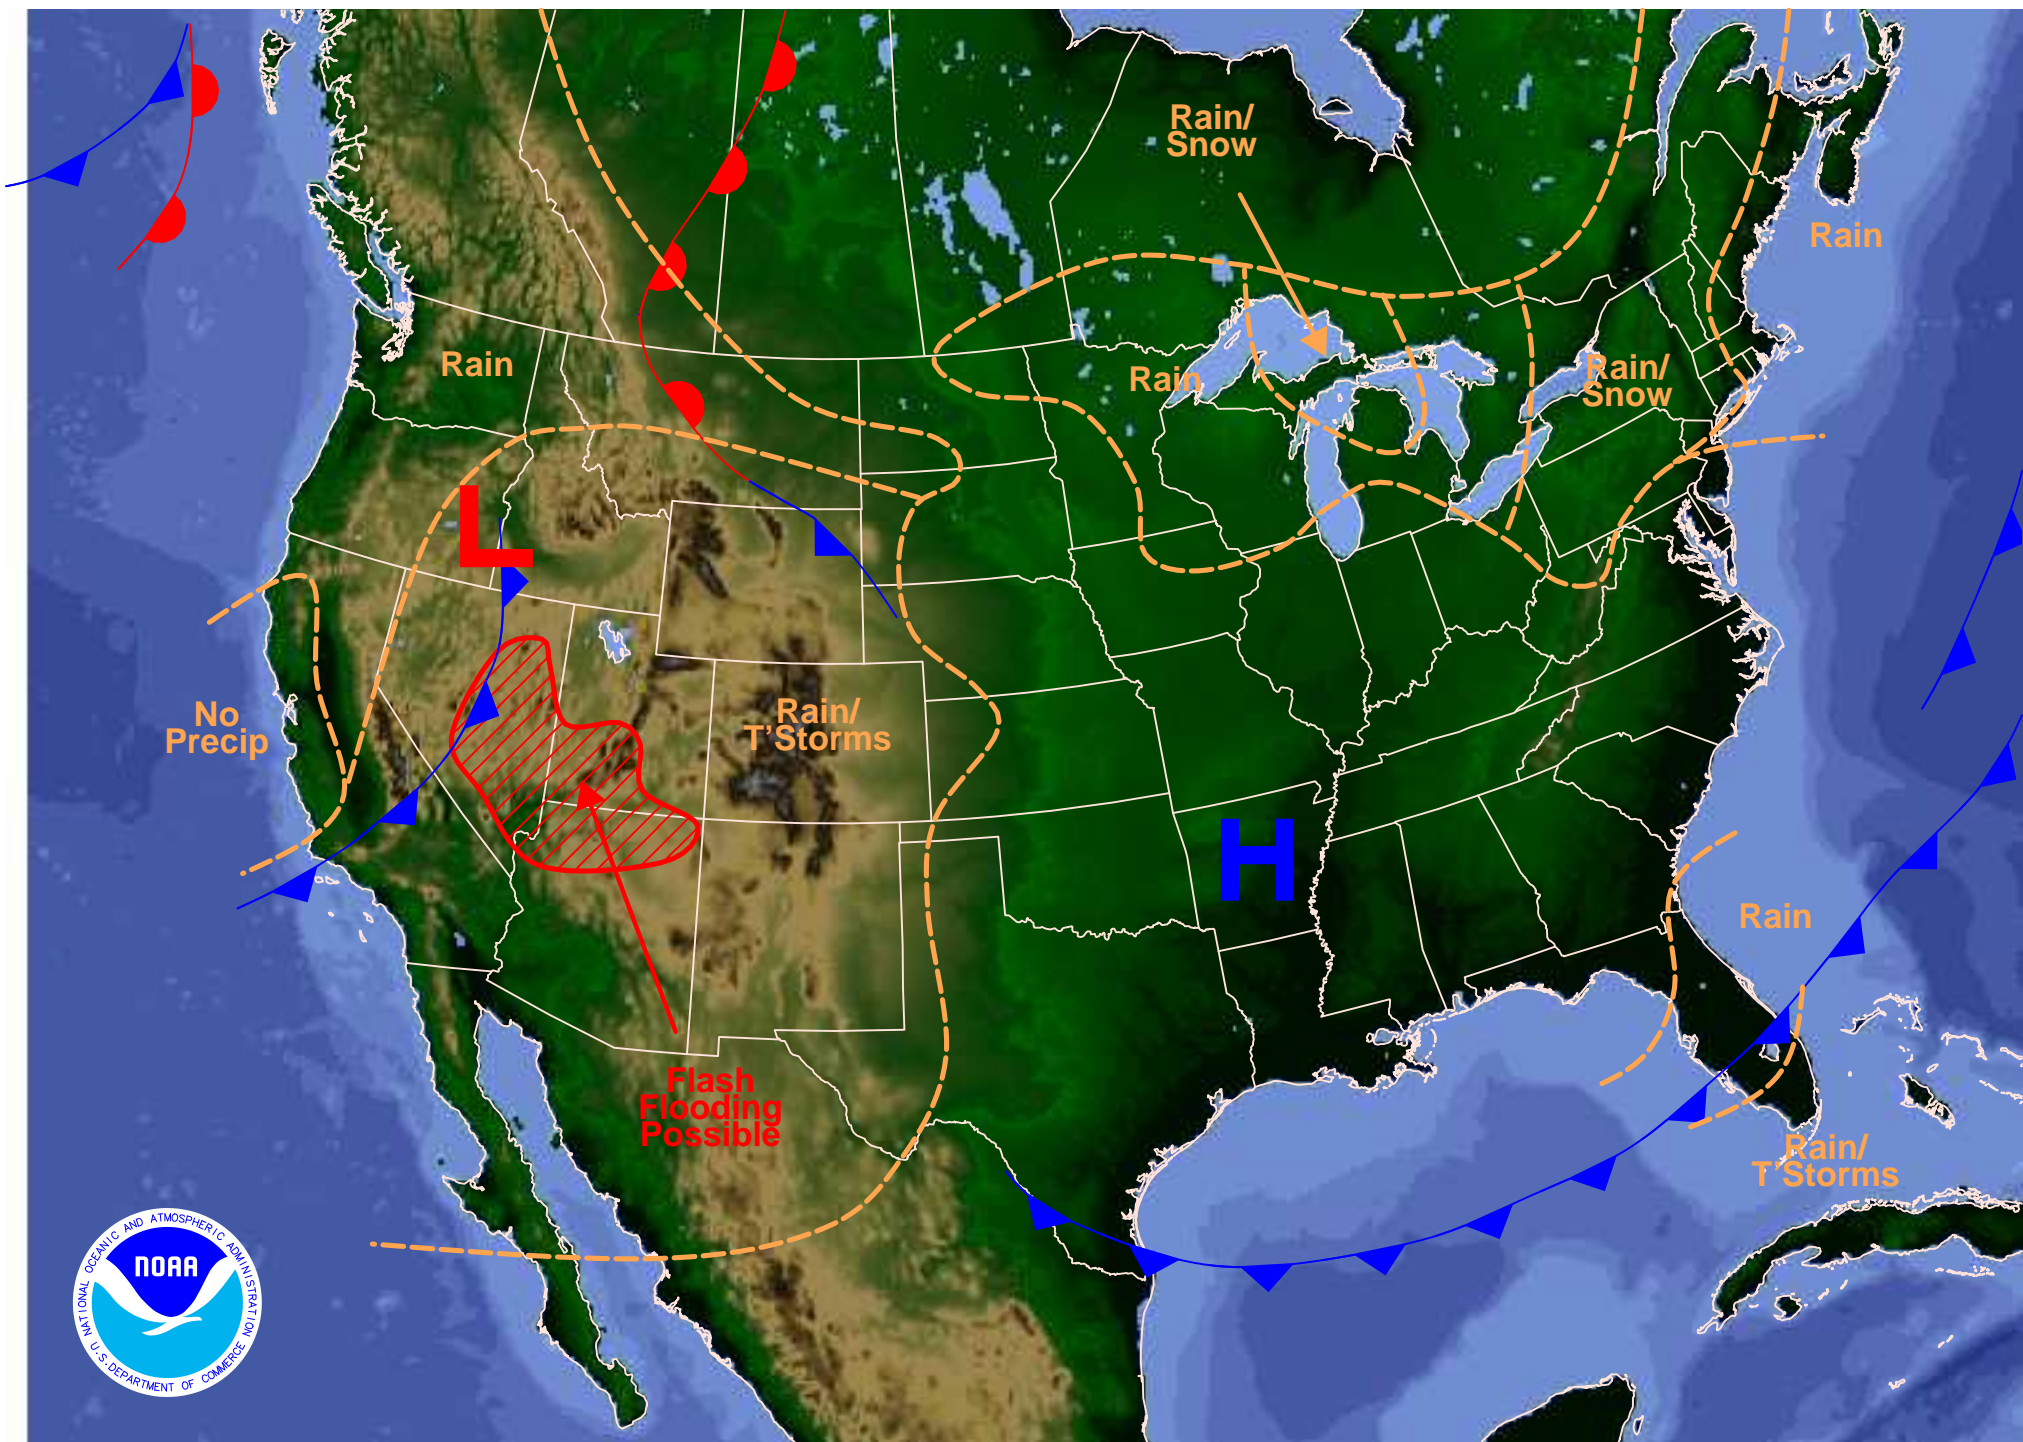 Rain/
Snow
Rain
Rain
Rain
Rain/
Snow
L
No
Precip
Rain/
T'Storms
H
Rain
Flash
Flooding
Possible
Rain/
T'Storms
NATIONAL OCEANIC AND ATMOSPHERIC ADMINISTRATION
NOAA
U.S. DEPARTMENT OF COMMERCE